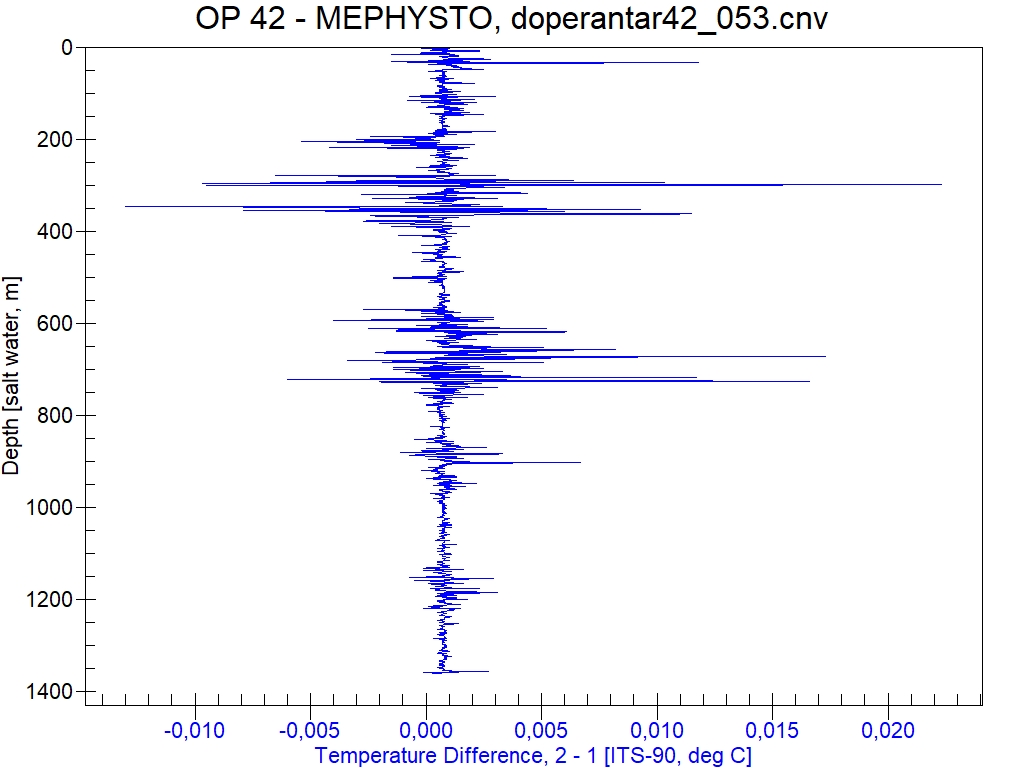 OP 42 - MEPHYSTO, doperantar42_053.cnv
0
200
400
600
800
1000
1200
1400
Depth [salt water, m]
-0,010 -0,005 0,000 0,005 0,010 0,015 0,020
Temperature Difference, 2 - 1 [ITS-90, deg C]